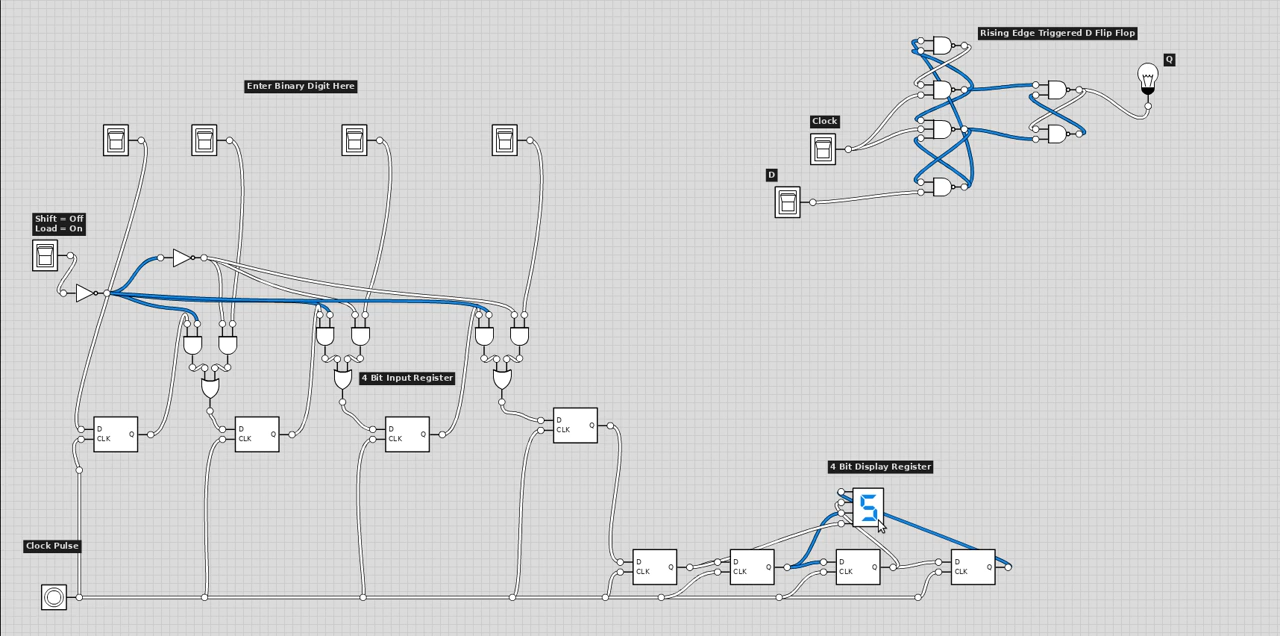 Rising Edge Triggered D Flip Flop
Q
Enter Binary Digit Here
Clock
D
Shift = Off
Load = On
4 Bit Input Register
D
CLK
Q
D
CLK
Q
D
CLK
Q
D
CLK
Q
4 Bit Display Register
5
Clock Pulse
D
CLK
Q
D
CLK
Q
D
CLK
Q
D
CLK
Q